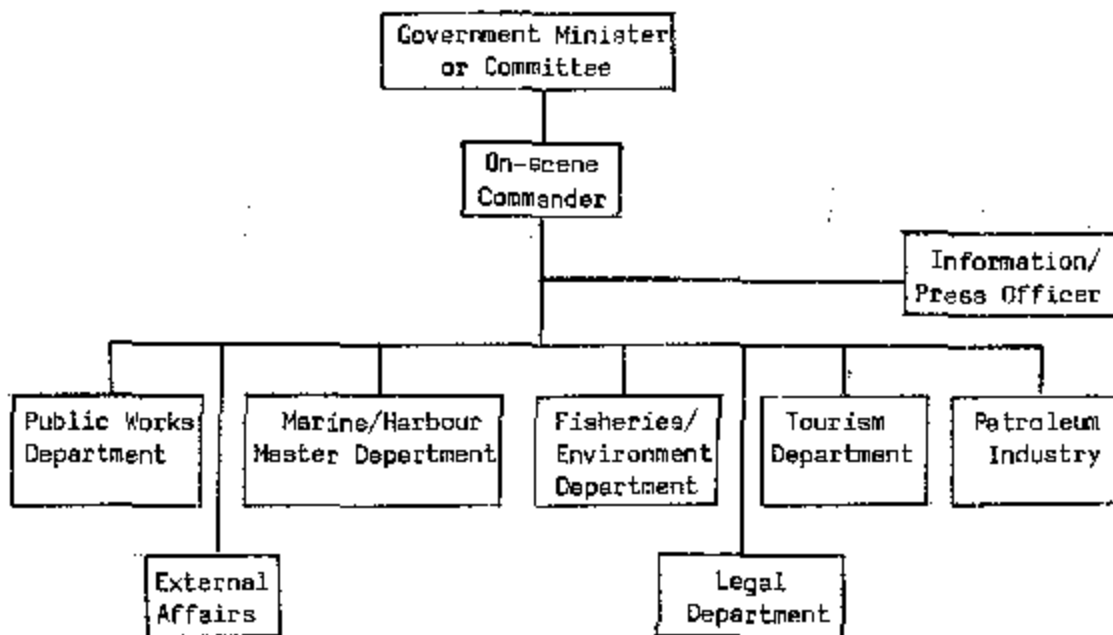 Government Minister
or Committee
On-scene
Commander
Information/
Press Officer
Public Works
Department
Marine/Harbour
Master Department
Fisheries/
Environment
Department
Tourism
Department
Petroleum
Industry
External
Affairs
Legal
Department